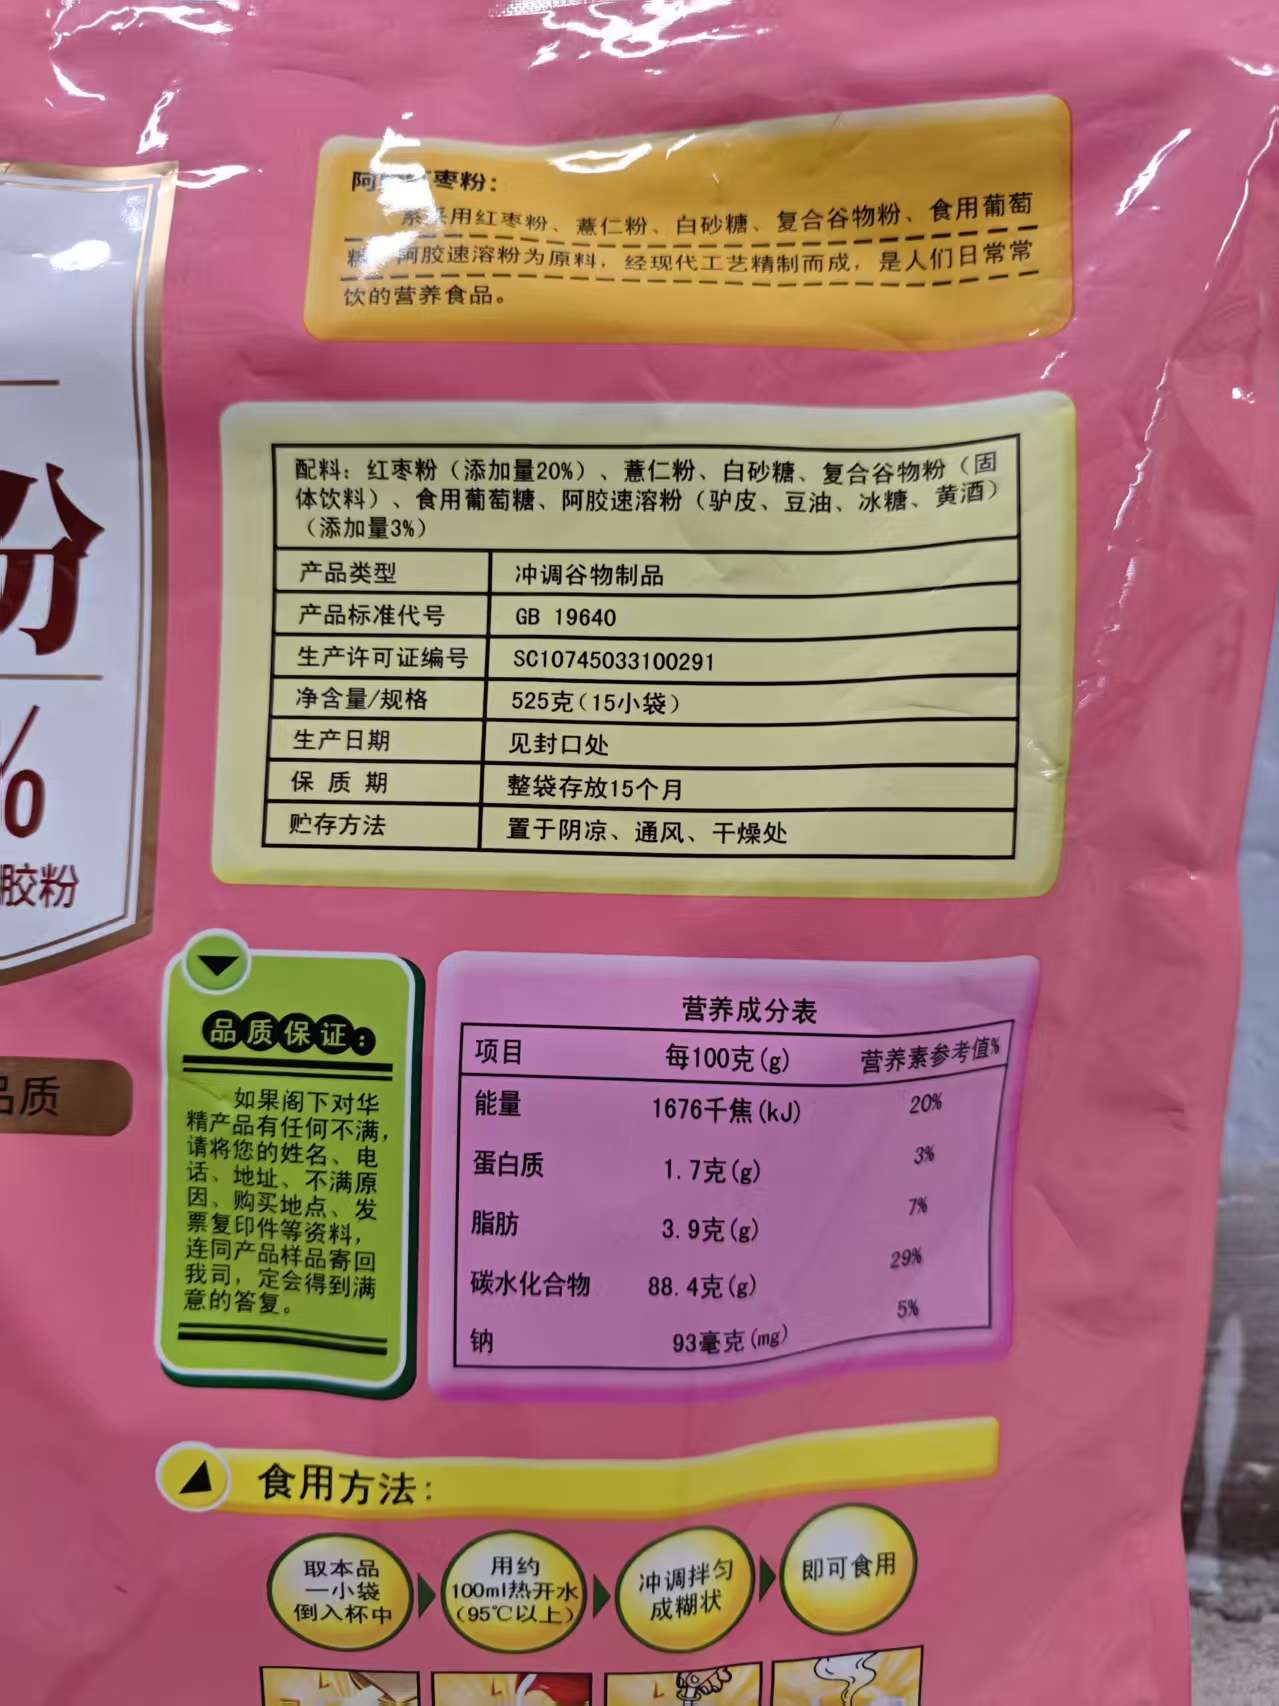 阿胶红枣粉：
系采用红枣粉、薏仁粉、白砂糖、复合谷物粉、食用葡萄
糖、阿胶速溶粉为原料，经现代工艺精制而成，是人们日常常
饮的营养食品。
配料：红枣粉（添加量20%）、薏仁粉、白砂糖、复合谷物粉（固
体饮料）、食用葡萄糖、阿胶速溶粉（驴皮、豆油、冰糖、黄酒）
（添加量3%）
产品类型 冲调谷物制品
产品标准代号 GB 19640
生产许可证编号 SC10745033100291
净含量/规格 525克（15小袋）
生产日期 见封口处
保质期 整袋存放15个月
贮存方法 置于阴凉、通风、干燥处
粉
%
胶粉
品质
品质保证：
如果阁下对华
精产品有任何不满，
请将您的姓名、电
话、地址、不满原
因、购买地点、发
票复印件等资料，
连同产品样品寄回
我司，定会得到满
意的答复。
营养成分表
项目 每100克(g) 营养素参考值%
能量 1676千焦(kJ) 20%
蛋白质 1.7克(g) 3%
脂肪 3.9克(g) 7%
碳水化合物 88.4克(g) 29%
钠 93毫克(mg) 5%
食用方法：
取本品
一小袋
倒入杯中
用约
100ml热开水
（95℃以上）
冲调拌匀
成糊状
即可食用